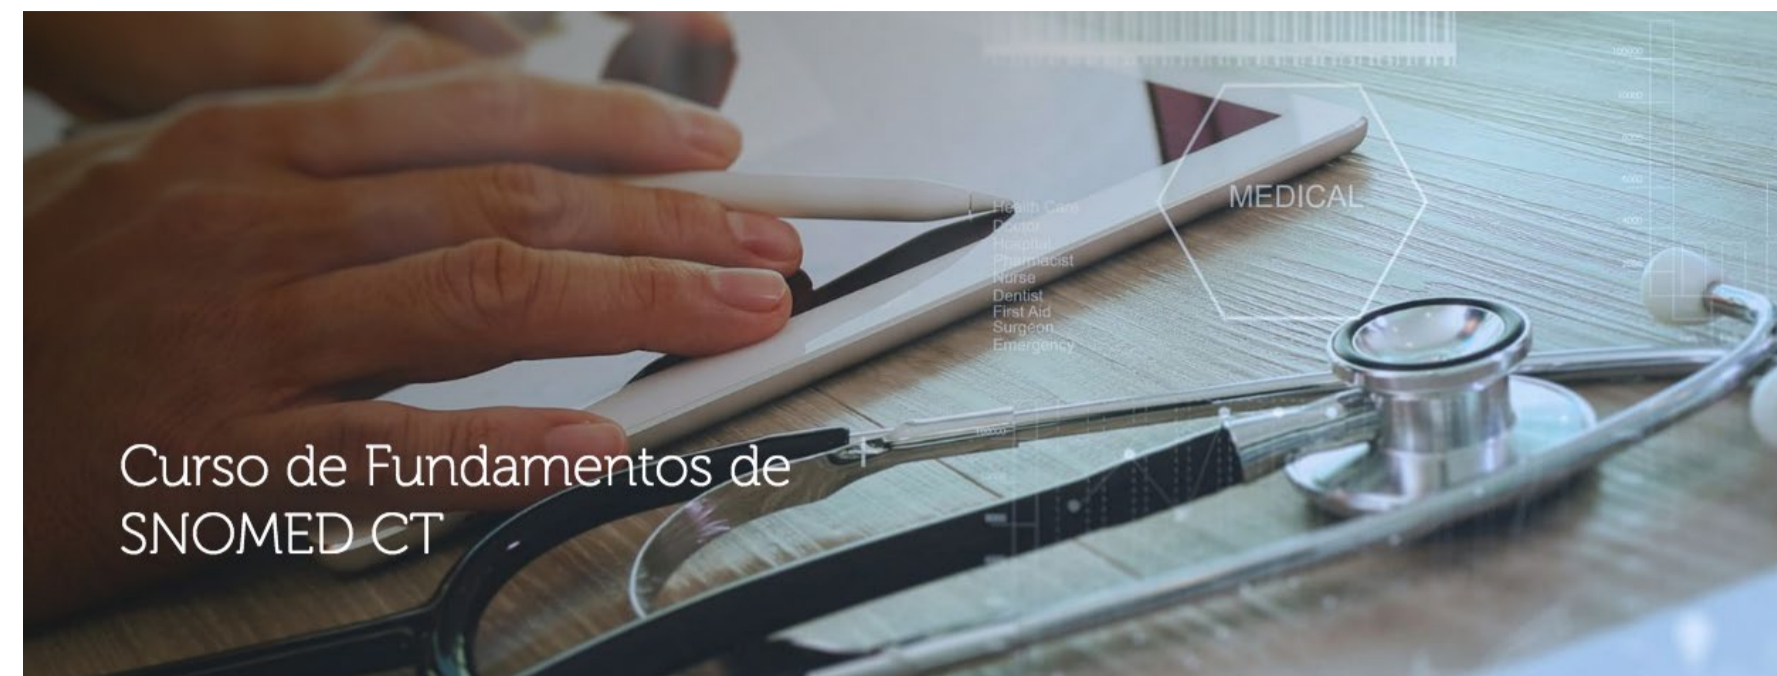 MEDICAL
Health Care
Doctor
Hospital
Pharmacist
Nurse
Dentist
First Aid
Surgeon
Emergency
Curso de Fundamentos de
SNOMED CT